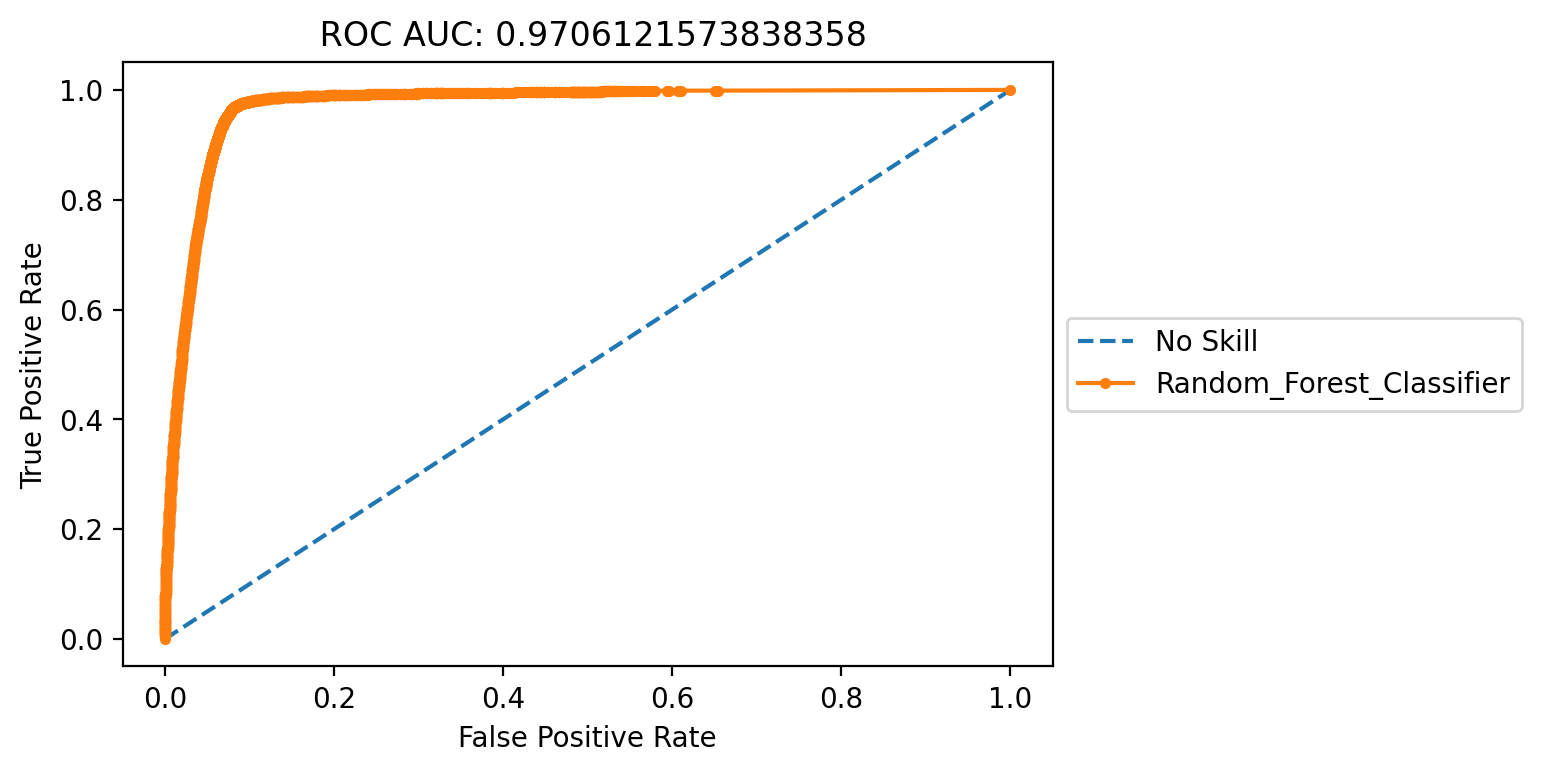 ROC AUC: 0.9706121573838358
1.0
0.8
0.6
0.4
0.2
0.0
True Positive Rate
0.0 0.2 0.4 0.6 0.8 1.0
False Positive Rate
No Skill
Random_Forest_Classifier